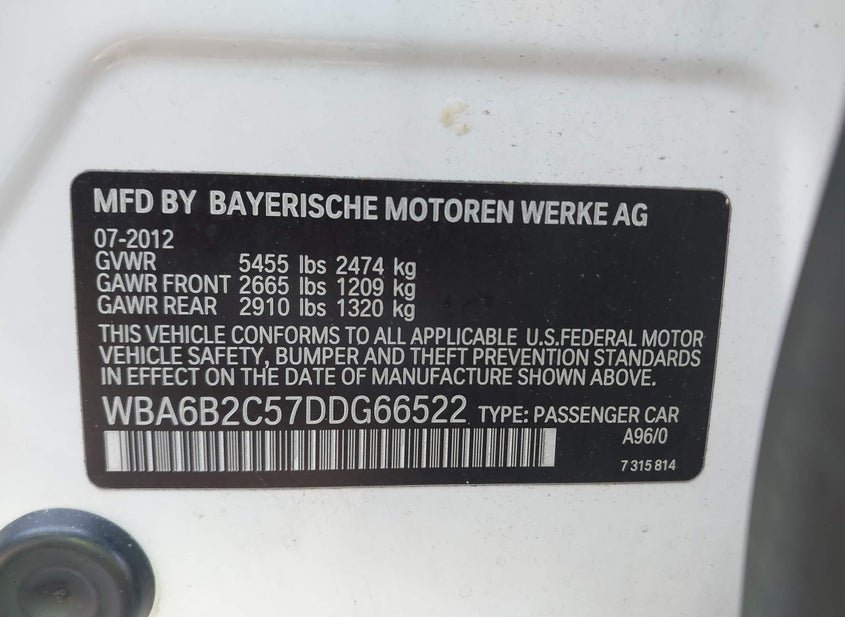 MFD BY BAYERISCHE MOTOREN WERKE AG
07-2012
GVWR 5455 lbs 2474 kg
GAWR FRONT 2665 lbs 1209 kg
GAWR REAR 2910 lbs 1320 kg
THIS VEHICLE CONFORMS TO ALL APPLICABLE U.S.FEDERAL MOTOR
VEHICLE SAFETY, BUMPER AND THEFT PREVENTION STANDARDS
IN EFFECT ON THE DATE OF MANUFACTURE SHOWN ABOVE.
WBA6B2C57DDG66522 TYPE: PASSENGER CAR
A96/0
7 315 814